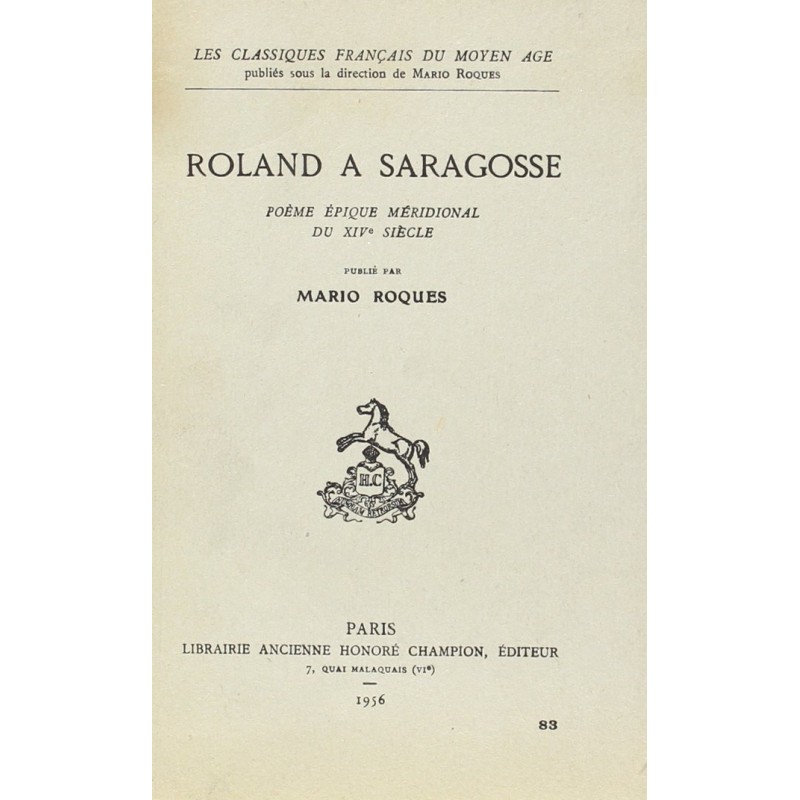 LES CLASSIQUES FRANÇAIS DU MOYEN AGE
publiés sous la direction de MARIO ROQUES
ROLAND A SARAGOSSE
POÈME ÉPIQUE MÉRIDIONAL
DU XIVe SIÈCLE
PUBLIÉ PAR
MARIO ROQUES
H.C
PARIS
LIBRAIRIE ANCIENNE HONORÉ CHAMPION, ÉDITEUR
7, QUAI MALAQUAIS (VIe)
1956
83